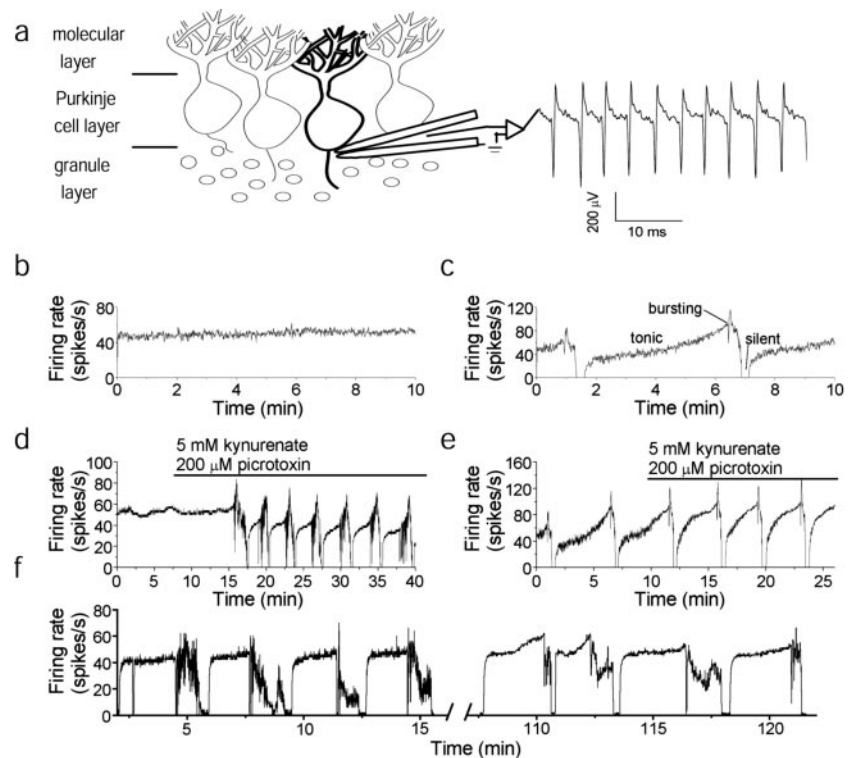 a
molecular
layer
Purkinje
cell layer
granule
layer
200 µV
10 ms
b
Firing rate
(spikes/s)
80
40
0
0 2 4 6 8 10
Time (min)
c
Firing rate
(spikes/s)
120
80
40
0
bursting
tonic
silent
0 2 4 6 8 10
Time (min)
d
5 mM kynurenate
200 µM picrotoxin
Firing rate
(spikes/s)
100
80
60
40
20
0
0 5 10 15 20 25 30 35 40
Time (min)
e
5 mM kynurenate
200 µM picrotoxin
Firing rate
(spikes/s)
160
120
80
40
0
0 5 10 15 20 25
Time (min)
f
Firing rate
(spikes/s)
80
60
40
20
0
5 10 15 110 115 120
Time (min)